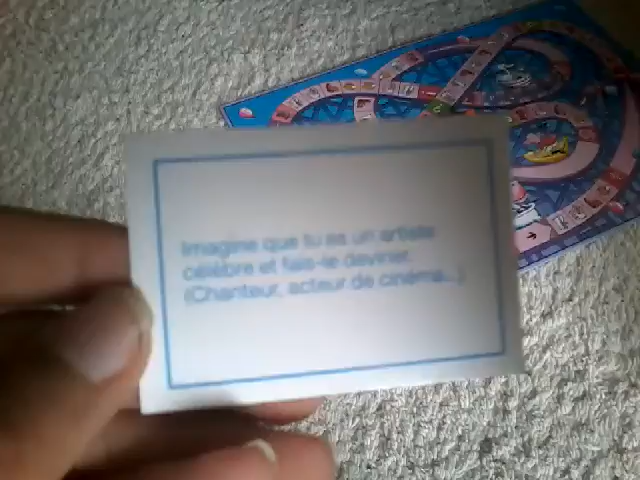 Imagine que tu es un artiste
célèbre et fais-le deviner.
(Chanteur, acteur de cinéma...)